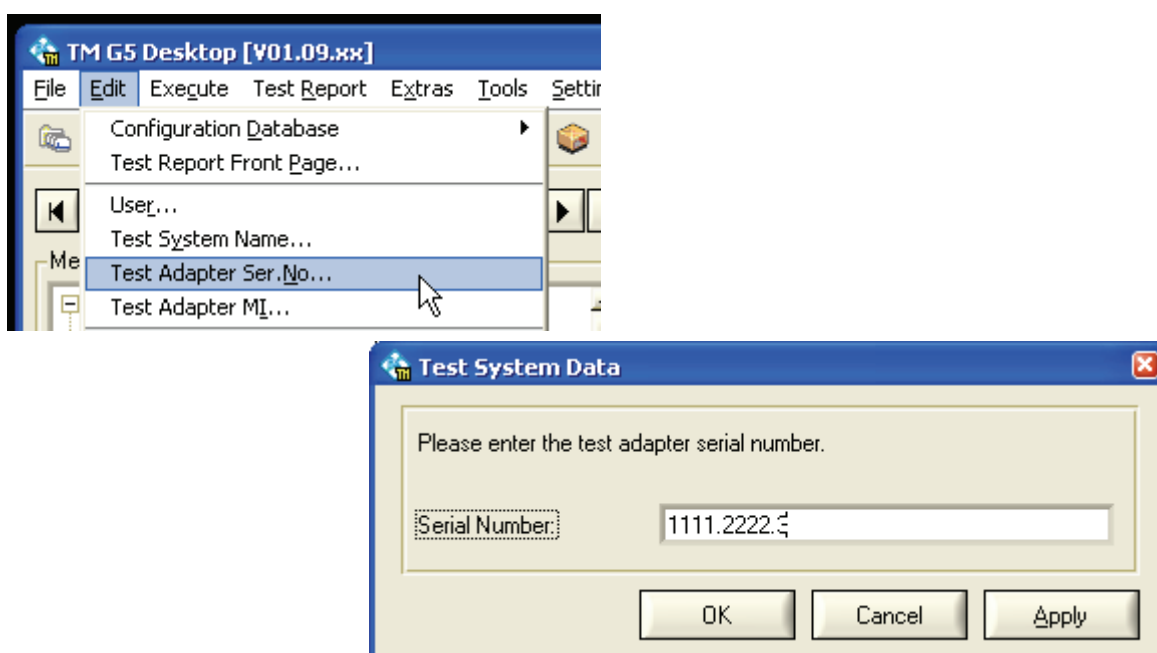 TM G5 Desktop [V01.09.xx]
File Edit Execute Test Report Extras Tools
Configuration Database
Test Report Front Page...
User...
Test System Name...
Me
Test Adapter Ser.No...
Test Adapter MI...
Test System Data
Please enter the test adapter serial number.
Serial Number: 1111.2222.3
OK Cancel Apply